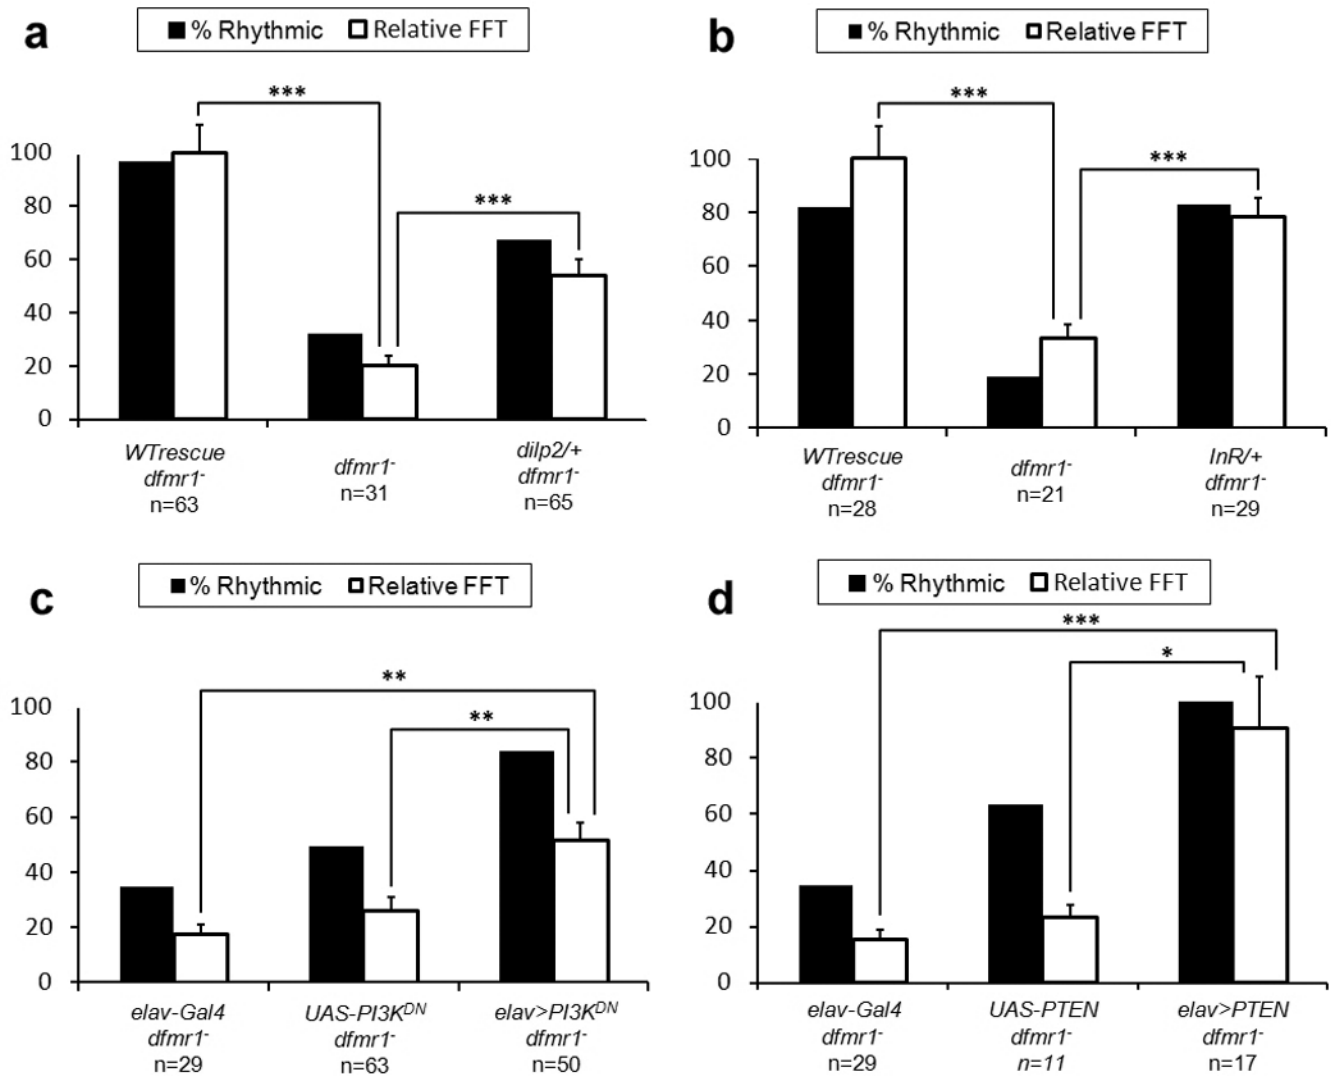 a
% Rhythmic Relative FFT
***
***
100
80
60
40
20
0
WTrescue
dfmr1-
n=63
dfmr1-
n=31
dilp2/+
dfmr1-
n=65
b
% Rhythmic Relative FFT
***
***
100
80
60
40
20
0
WTrescue
dfmr1-
n=28
dfmr1-
n=21
InR/+
dfmr1-
n=29
c
% Rhythmic Relative FFT
**
**
100
80
60
40
20
0
elav-Gal4
dfmr1-
n=29
UAS-PI3KDN
dfmr1-
n=63
elav>PI3KDN
dfmr1-
n=50
d
% Rhythmic Relative FFT
***
*
100
80
60
40
20
0
elav-Gal4
dfmr1-
n=29
UAS-PTEN
dfmr1-
n=11
elav>PTEN
dfmr1-
n=17